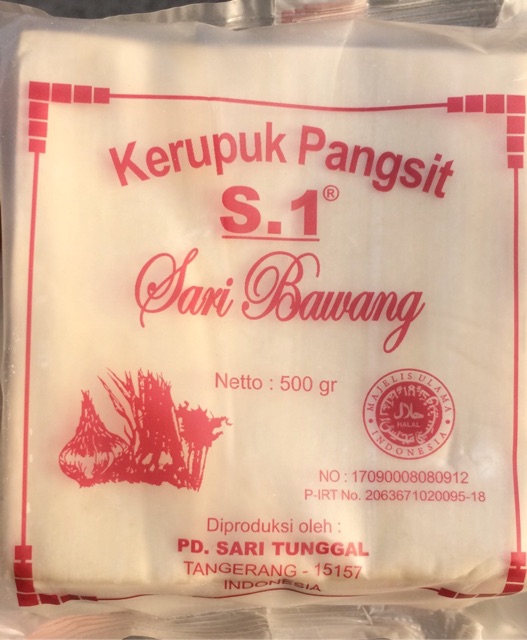 Kerupuk Pangsit
S.1®
Sari Bawang
Netto : 500 gr
MAJELIS ULAMA
INDONESIA
حلال
HALAL
NO : 17090008080912
P-IRT No. 2063671020095-18
Diproduksi oleh :
PD. SARI TUNGGAL
TANGERANG - 15157
INDONESIA